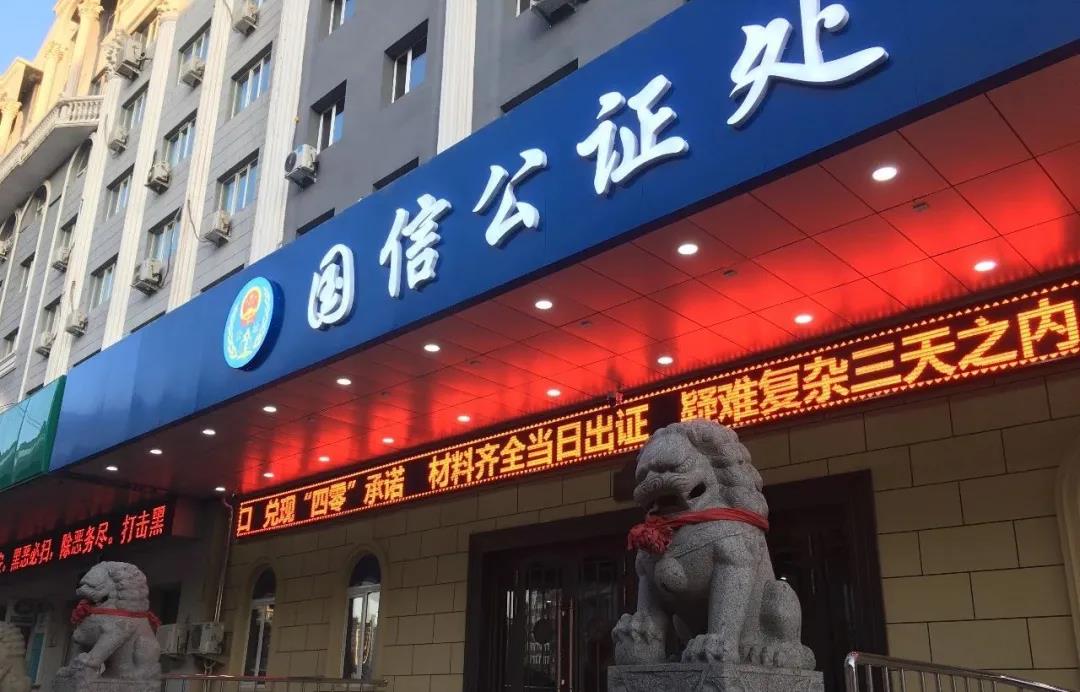 国信公证处
口 兑现“四零”承诺 材料齐全当日出证 疑难复杂三天之内
黑恶必扫，除恶务尽。打击黑